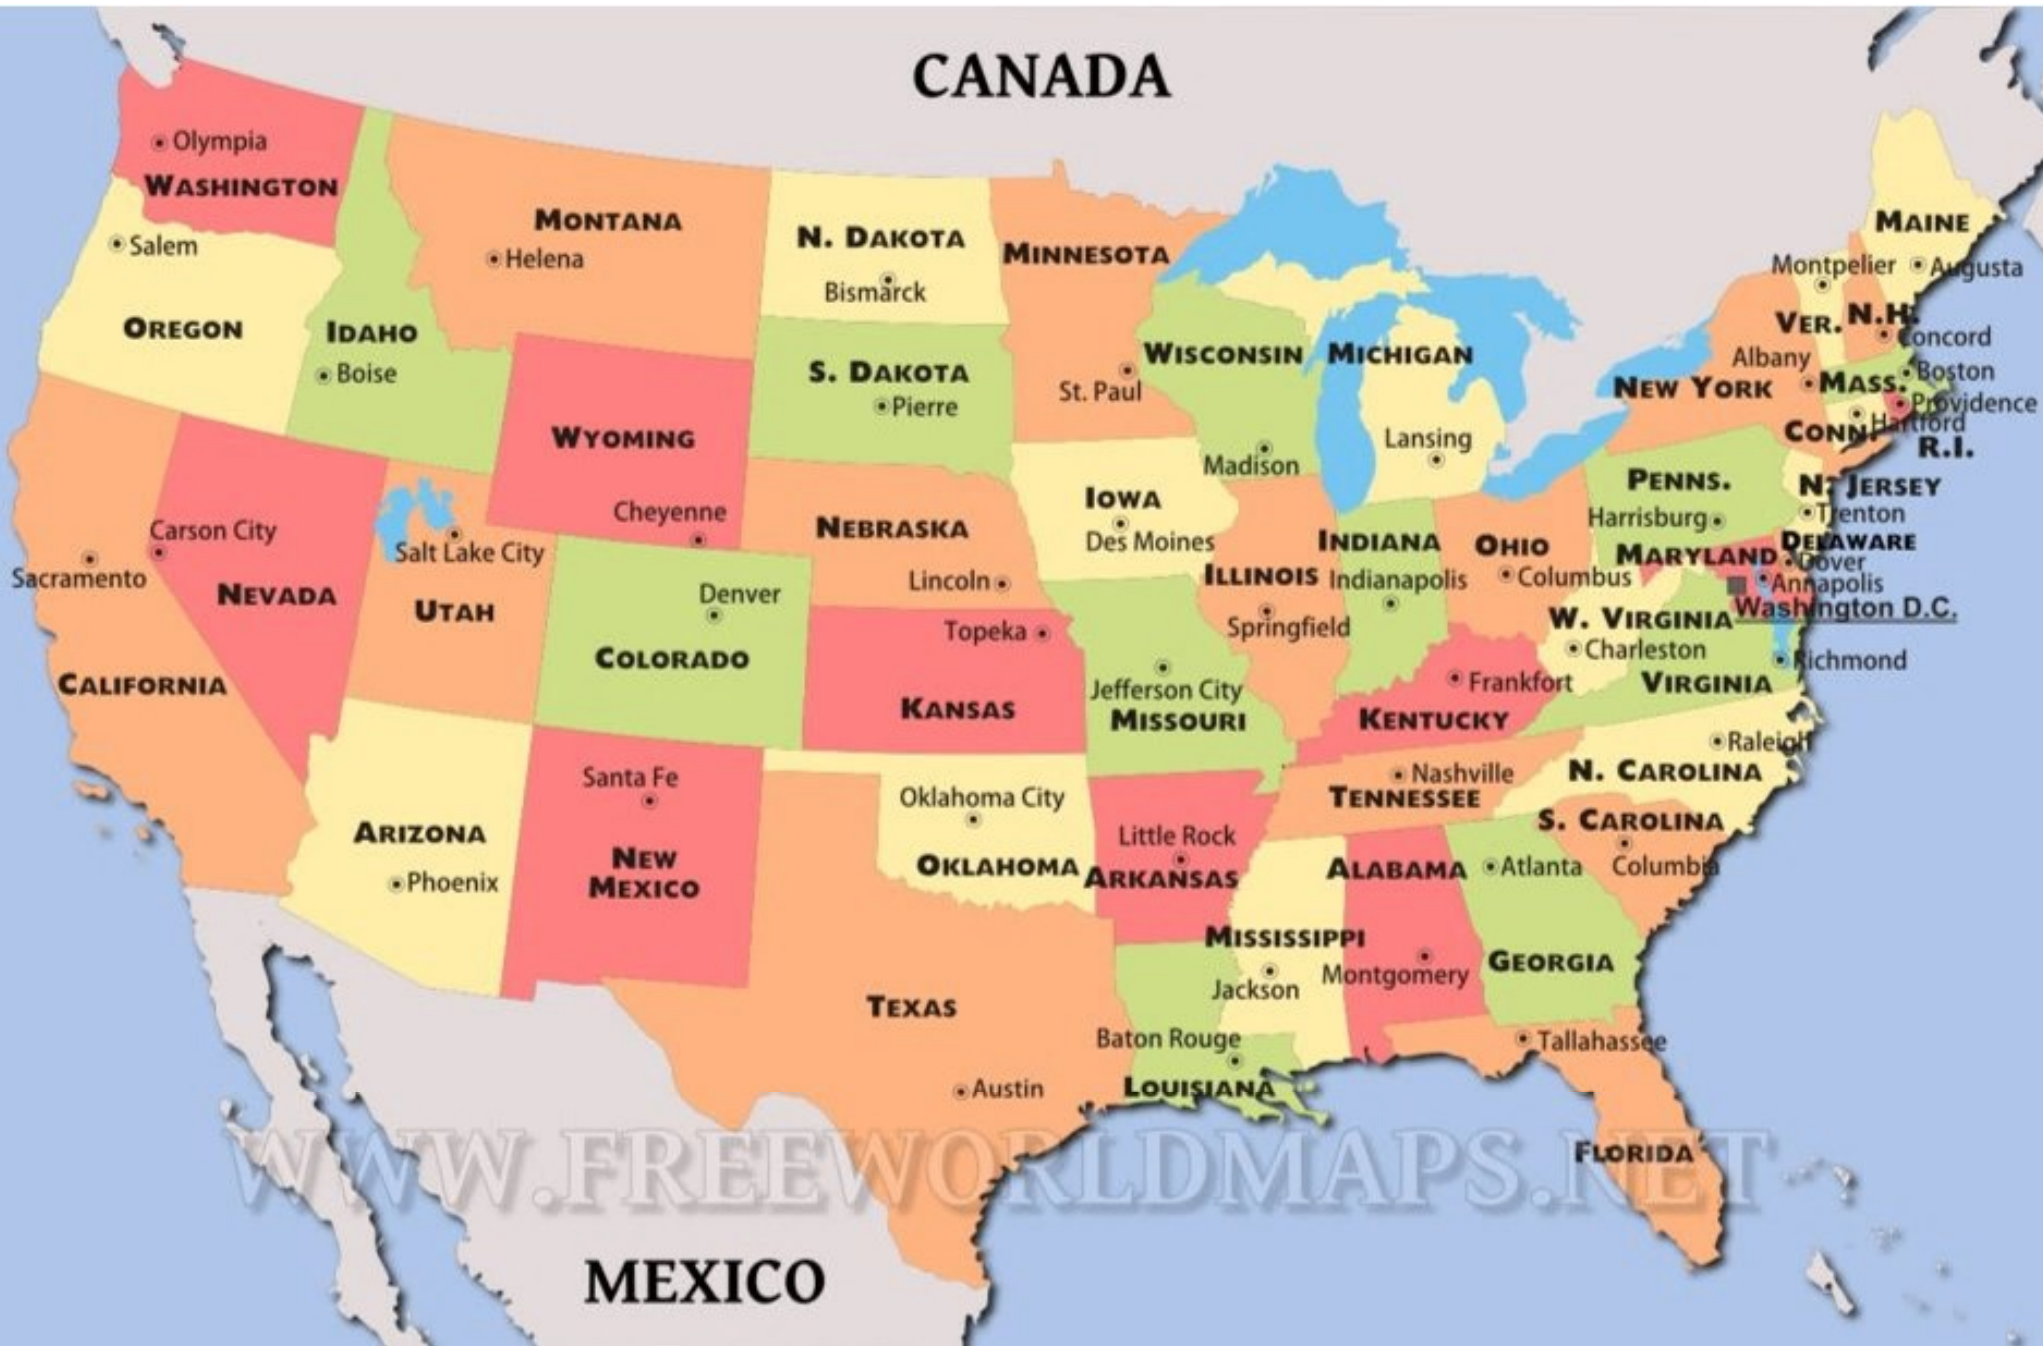 CANADA
Olympia
WASHINGTON
Salem
OREGON
IDAHO
Boise
MONTANA
Helena
N. DAKOTA
Bismarck
MINNESOTA
St. Paul
S. DAKOTA
Pierre
WYOMING
Cheyenne
WISCONSIN
Madison
MICHIGAN
Lansing
MAINE
Augusta
Montpelier
VER.
N.H.
Concord
Albany
NEW YORK
MASS.
Boston
Providence
Hartford
CONN.
R.I.
PENNS.
Harrisburg
N. JERSEY
Trenton
MARYLAND
DELAWARE
Dover
Annapolis
Washington D.C.
IOWA
Des Moines
NEBRASKA
Lincoln
ILLINOIS
Springfield
INDIANA
Indianapolis
OHIO
Columbus
W. VIRGINIA
Charleston
Richmond
VIRGINIA
Carson City
Sacramento
NEVADA
CALIFORNIA
Salt Lake City
UTAH
Denver
COLORADO
Topeka
KANSAS
Jefferson City
MISSOURI
Frankfort
KENTUCKY
Raleigh
N. CAROLINA
Nashville
TENNESSEE
S. CAROLINA
Columbia
ARIZONA
Phoenix
Santa Fe
NEW
MEXICO
Oklahoma City
OKLAHOMA
Little Rock
ARKANSAS
ALABAMA
Montgomery
Atlanta
GEORGIA
MISSISSIPPI
Jackson
TEXAS
Austin
Baton Rouge
LOUISIANA
Tallahassee
FLORIDA
WWW.FREEWORLDMAPS.NET
MEXICO